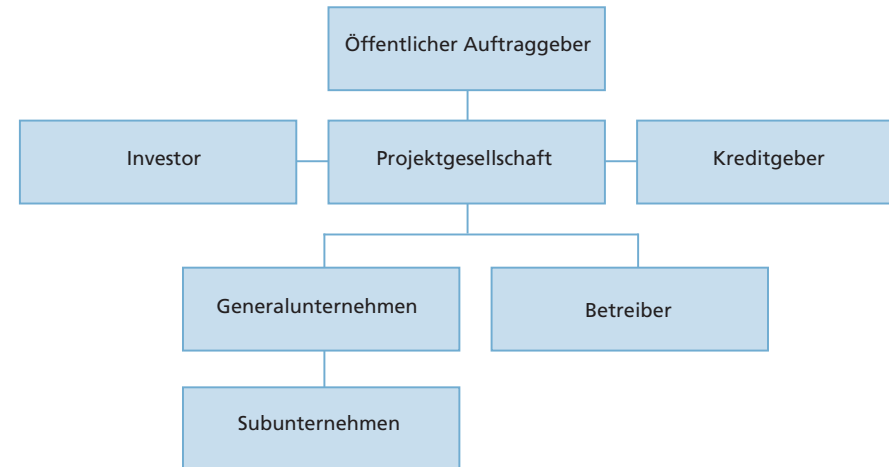 Öffentlicher Auftraggeber
Investor
Projektgesellschaft
Kreditgeber
Generalunternehmen
Betreiber
Subunternehmen